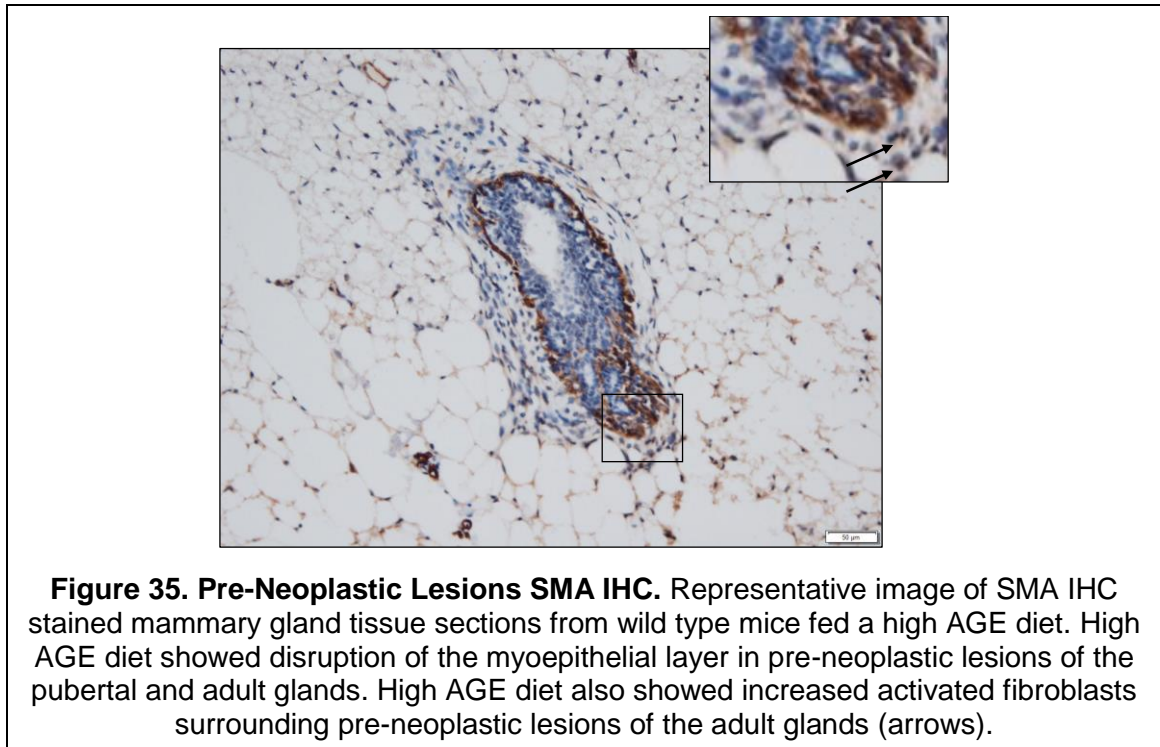 50 µm
Figure 35. Pre-Neoplastic Lesions SMA IHC. Representative image of SMA IHC
stained mammary gland tissue sections from wild type mice fed a high AGE diet. High
AGE diet showed disruption of the myoepithelial layer in pre-neoplastic lesions of the
pubertal and adult glands. High AGE diet also showed increased activated fibroblasts
surrounding pre-neoplastic lesions of the adult glands (arrows).